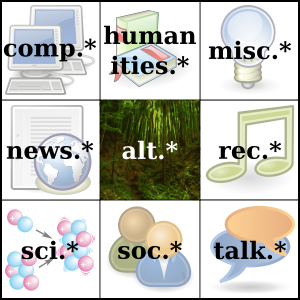 comp.*
human
ities.*
misc.*
news.*
alt.*
rec.*
sci.*
soc.*
talk.*